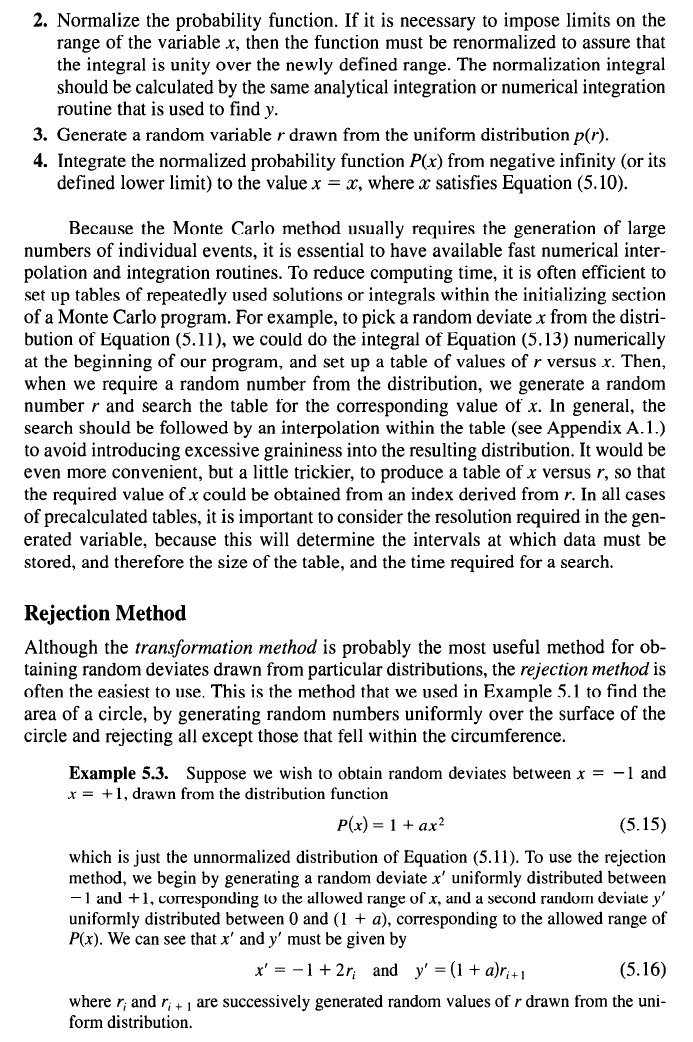 2. Normalize the probability function. If it is necessary to impose limits on the
range of the variable x, then the function must be renormalized to assure that
the integral is unity over the newly defined range. The normalization integral
should be calculated by the same analytical integration or numerical integration
routine that is used to find y.
3. Generate a random variable r drawn from the uniform distribution p(r).
4. Integrate the normalized probability function P(x) from negative infinity (or its
defined lower limit) to the value x = x, where x satisfies Equation (5.10).
Because the Monte Carlo method usually requires the generation of large
numbers of individual events, it is essential to have available fast numerical inter-
polation and integration routines. To reduce computing time, it is often efficient to
set up tables of repeatedly used solutions or integrals within the initializing section
of a Monte Carlo program. For example, to pick a random deviate x from the distri-
bution of Equation (5.11), we could do the integral of Equation (5.13) numerically
at the beginning of our program, and set up a table of values of r versus x. Then,
when we require a random number from the distribution, we generate a random
number r and search the table for the corresponding value of x. In general, the
search should be followed by an interpolation within the table (see Appendix A.1.)
to avoid introducing excessive graininess into the resulting distribution. It would be
even more convenient, but a little trickier, to produce a table of x versus r, so that
the required value of x could be obtained from an index derived from r. In all cases
of precalculated tables, it is important to consider the resolution required in the gen-
erated variable, because this will determine the intervals at which data must be
stored, and therefore the size of the table, and the time required for a search.
Rejection Method
Although the transformation method is probably the most useful method for ob-
taining random deviates drawn from particular distributions, the rejection method is
often the easiest to use. This is the method that we used in Example 5.1 to find the
area of a circle, by generating random numbers uniformly over the surface of the
circle and rejecting all except those that fell within the circumference.
Example 5.3. Suppose we wish to obtain random deviates between x = −1 and
x = +1, drawn from the distribution function
P(x) = 1 + ax² (5.15)
which is just the unnormalized distribution of Equation (5.11). To use the rejection
method, we begin by generating a random deviate x′ uniformly distributed between
−1 and +1, corresponding to the allowed range of x, and a second random deviate y′
uniformly distributed between 0 and (1 + a), corresponding to the allowed range of
P(x). We can see that x′ and y′ must be given by
x′ = −1 + 2rᵢ and y′ = (1 + a)rᵢ₊₁ (5.16)
where rᵢ and rᵢ₊₁ are successively generated random values of r drawn from the uni-
form distribution.